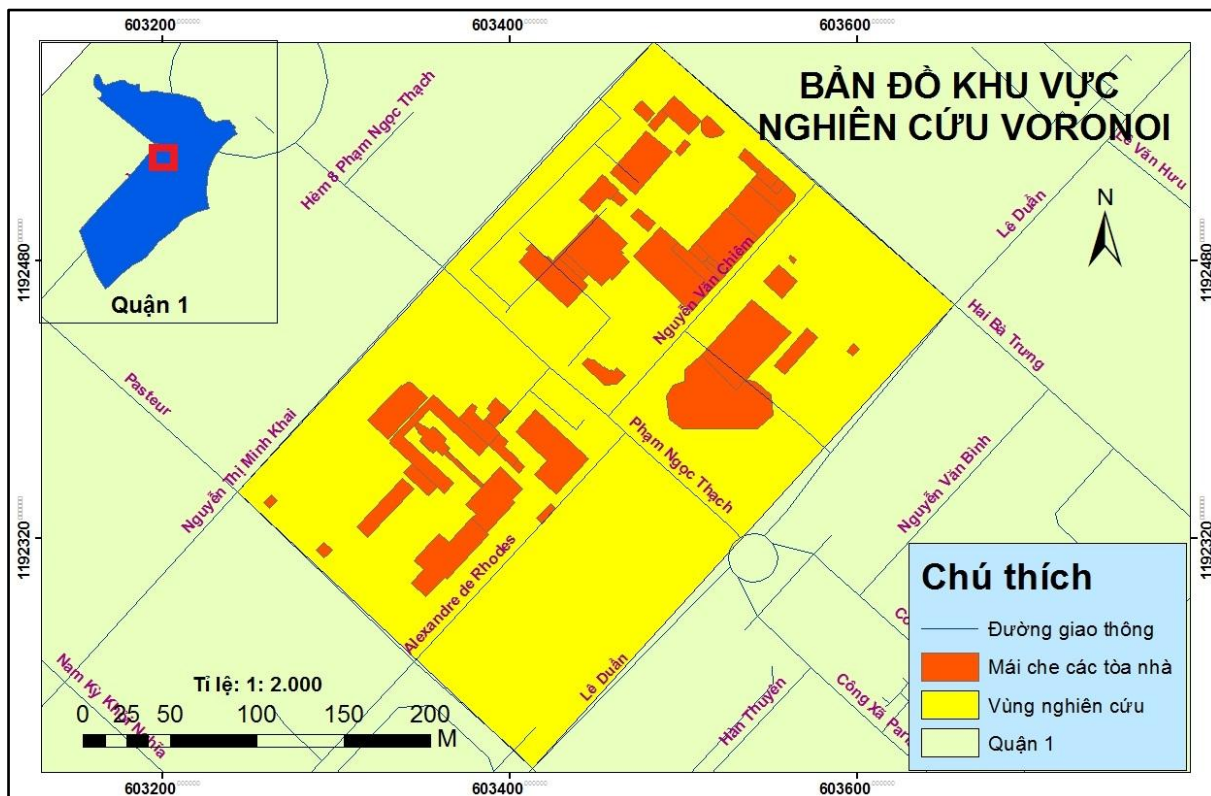 603200
603400
603600
BẢN ĐỒ KHU VỰC
NGHIÊN CỨU VORONOI
Hẻm 8 Phạm Ngọc Thạch
Lê Văn Hưu
Lê Duẩn
N
1192480
1192480
Quận 1
Nguyễn Văn Chiêm
Hai Bà Trưng
Pasteur
Nguyễn Thị Minh Khai
Phạm Ngọc Thạch
Nguyễn Văn Bình
1192320
1192320
Alexandre de Rhodes
Chú thích
Đường giao thông
Mái che các tòa nhà
Vùng nghiên cứu
Quận 1
Nam Kỳ Khởi Nghĩa
Tỉ lệ: 1: 2.000
0 25 50 100 150 200
M
Lê Duẩn
Hàn Thuyên
Công Xã Pari
603200
603400
603600